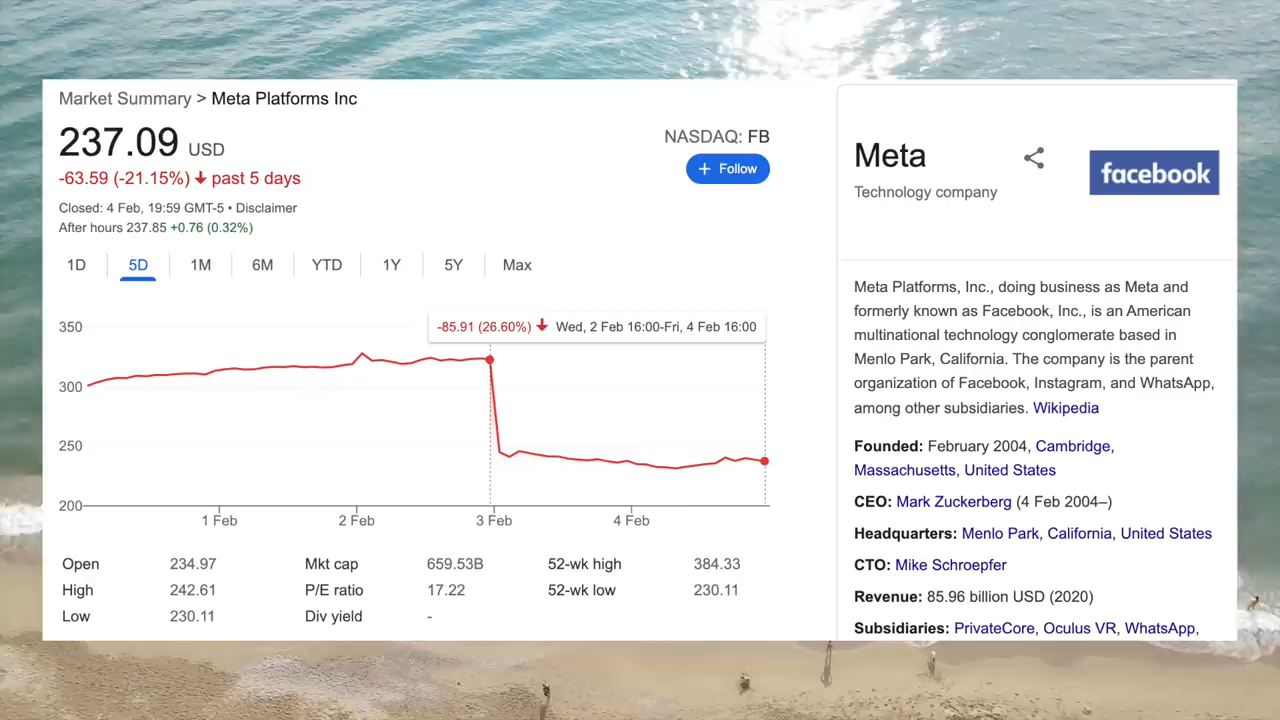 Market Summary > Meta Platforms Inc
237.09 USD
NASDAQ: FB
-63.59 (-21.15%) past 5 days
+ Follow
Closed: 4 Feb, 19:59 GMT-5 • Disclaimer
After hours 237.85 +0.76 (0.32%)
1D 5D 1M 6M YTD 1Y 5Y Max
-85.91 (26.60%) Wed, 2 Feb 16:00-Fri, 4 Feb 16:00
350
300
250
200
1 Feb 2 Feb 3 Feb 4 Feb
Open 234.97 Mkt cap 659.53B 52-wk high 384.33
High 242.61 P/E ratio 17.22 52-wk low 230.11
Low 230.11 Div yield -
Meta
facebook
Technology company
Meta Platforms, Inc., doing business as Meta and
formerly known as Facebook, Inc., is an American
multinational technology conglomerate based in
Menlo Park, California. The company is the parent
organization of Facebook, Instagram, and WhatsApp,
among other subsidiaries. Wikipedia
Founded: February 2004, Cambridge,
Massachusetts, United States
CEO: Mark Zuckerberg (4 Feb 2004–)
Headquarters: Menlo Park, California, United States
CTO: Mike Schroepfer
Revenue: 85.96 billion USD (2020)
Subsidiaries: PrivateCore, Oculus VR, WhatsApp,